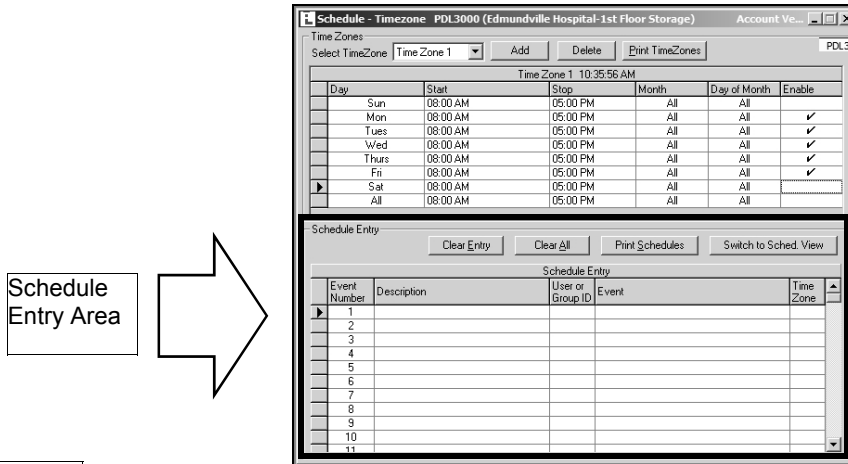 Schedule - Timezone PDL3000 (Edmundville Hospital-1st Floor Storage) Account Ve...
Time Zones
Select TimeZone Time Zone 1 Add Delete Print TimeZones PDL3
Time Zone 1 10:35:56 AM
Day Start Stop Month Day of Month Enable
Sun 08:00 AM 05:00 PM All All
Mon 08:00 AM 05:00 PM All All ✔
Tues 08:00 AM 05:00 PM All All ✔
Wed 08:00 AM 05:00 PM All All ✔
Thurs 08:00 AM 05:00 PM All All ✔
Fri 08:00 AM 05:00 PM All All ✔
Sat 08:00 AM 05:00 PM All All
All 08:00 AM 05:00 PM All All
Schedule Entry
Clear Entry Clear All Print Schedules Switch to Sched. View
Schedule Entry
Event Number Description User or Group ID Event Time Zone
1
2
3
4
5
6
7
8
9
10
11
Schedule
Entry Area